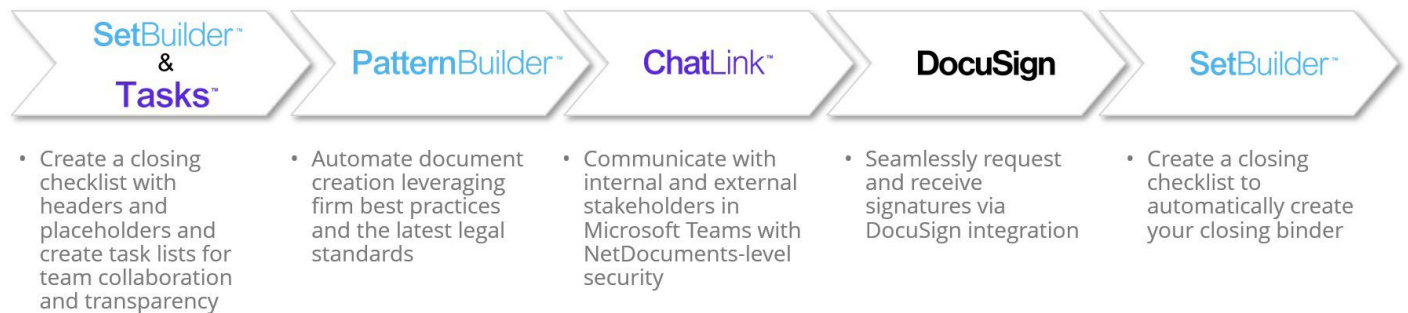 SetBuilder™
&
Tasks™
PatternBuilder™
ChatLink™
DocuSign
SetBuilder™
• Create a closing
checklist with
headers and
placeholders and
create task lists for
team collaboration
and transparency
• Automate document
creation leveraging
firm best practices
and the latest legal
standards
• Communicate with
internal and external
stakeholders in
Microsoft Teams with
NetDocuments-level
security
• Seamlessly request
and receive
signatures via
DocuSign integration
• Create a closing
checklist to
automatically create
your closing binder